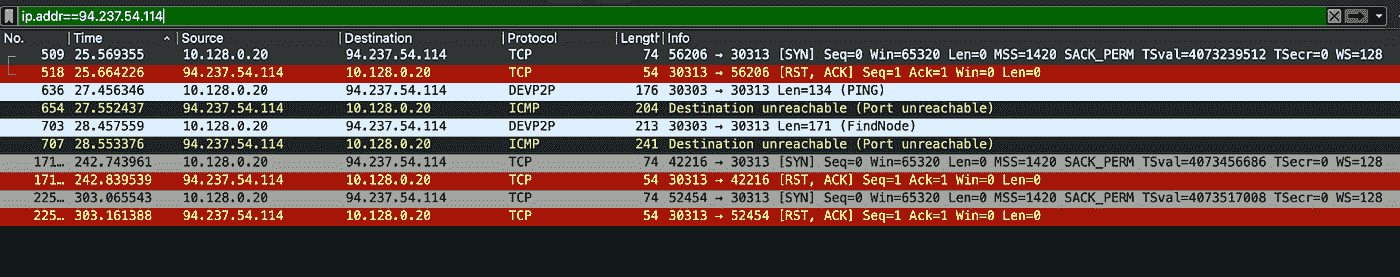 ip.addr==94.237.54.114
No. Time Source Destination Protocol Length Info
509 25.569355 10.128.0.20 94.237.54.114 TCP 74 56206 → 30313 [SYN] Seq=0 Win=65320 Len=0 MSS=1420 SACK_PERM TSval=4073239512 TSecr=0 WS=128
518 25.664226 94.237.54.114 10.128.0.20 TCP 54 30313 → 56206 [RST, ACK] Seq=1 Ack=1 Win=0 Len=0
636 27.456346 10.128.0.20 94.237.54.114 DEVP2P 176 30303 → 30313 Len=134 (PING)
654 27.552437 94.237.54.114 10.128.0.20 ICMP 204 Destination unreachable (Port unreachable)
703 28.457559 10.128.0.20 94.237.54.114 DEVP2P 213 30303 → 30313 Len=171 (FindNode)
707 28.553376 94.237.54.114 10.128.0.20 ICMP 241 Destination unreachable (Port unreachable)
171… 242.743961 10.128.0.20 94.237.54.114 TCP 74 42216 → 30313 [SYN] Seq=0 Win=65320 Len=0 MSS=1420 SACK_PERM TSval=4073456686 TSecr=0 WS=128
171… 242.839539 94.237.54.114 10.128.0.20 TCP 54 30313 → 42216 [RST, ACK] Seq=1 Ack=1 Win=0 Len=0
225… 303.065543 10.128.0.20 94.237.54.114 TCP 74 52454 → 30313 [SYN] Seq=0 Win=65320 Len=0 MSS=1420 SACK_PERM TSval=4073517008 TSecr=0 WS=128
225… 303.161388 94.237.54.114 10.128.0.20 TCP 54 30313 → 52454 [RST, ACK] Seq=1 Ack=1 Win=0 Len=0